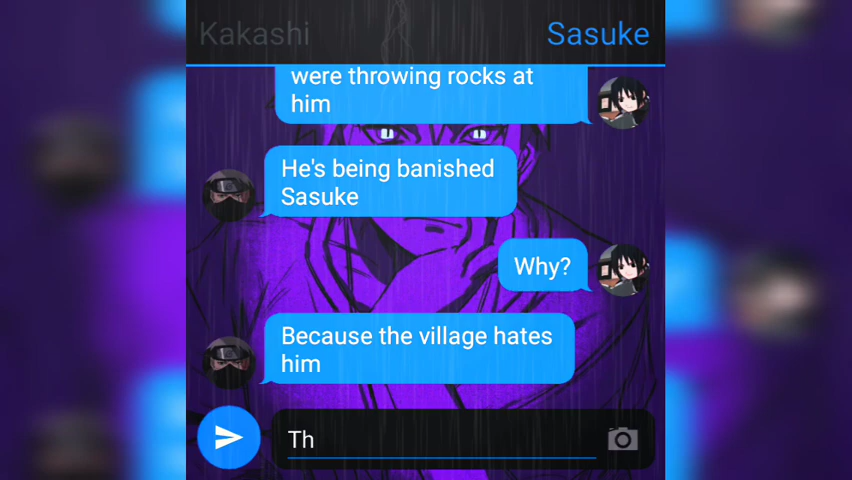 Kakashi
Sasuke
were throwing rocks at
him
He's being banished
Sasuke
Why?
Because the village hates
him
Th